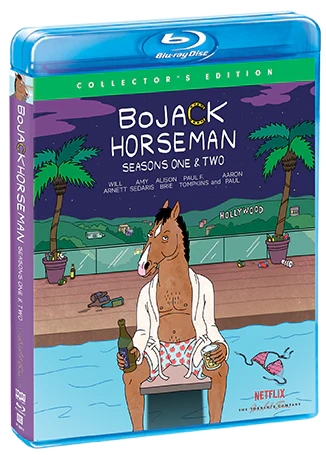 Blu-ray Disc
COLLECTOR'S EDITION
BOJACK
HORSEMAN
SEASONS ONE & TWO
WILL ARNETT AMY SEDARIS ALISON BRIE PAUL F. TOMPKINS and AARON PAUL
HOLLYWOOD
NETFLIX
THE TORNANTE COMPANY
BOJACK HORSEMAN
SEASONS ONE & TWO